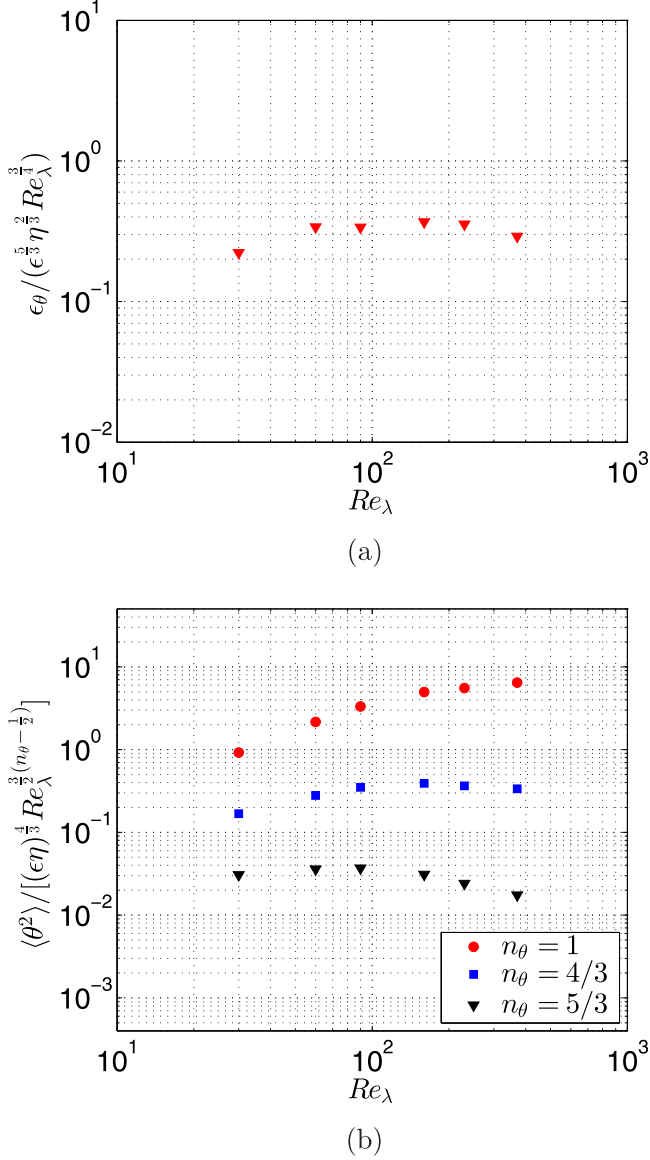 10^1
10^0
10^{-1}
10^{-2}
ϵ_θ/(ϵ^{5/3} η^{2/3} Re_λ^{3/4})
10^1 10^2 10^3
Re_λ
(a)
10^1
10^0
10^{-1}
10^{-2}
10^{-3}
⟨θ^2⟩/[(ϵη)^{4/3} Re_λ^{3/2(n_θ−1/2)}]
n_θ = 1
n_θ = 4/3
n_θ = 5/3
10^1 10^2 10^3
Re_λ
(b)